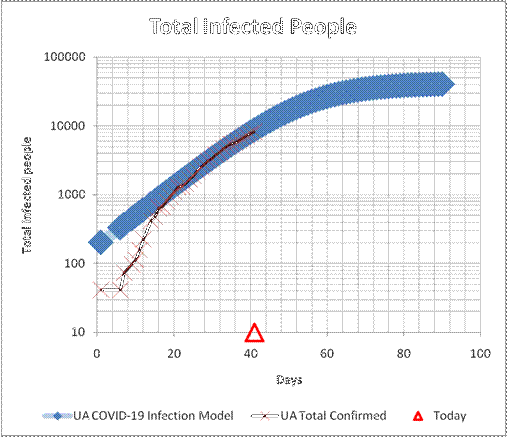 Total Infected People
Total Infected people
100000
10000
1000
100
10
0 20 40 60 80 100
Days
UA COVID-19 Infection Model UA Total Confirmed Today